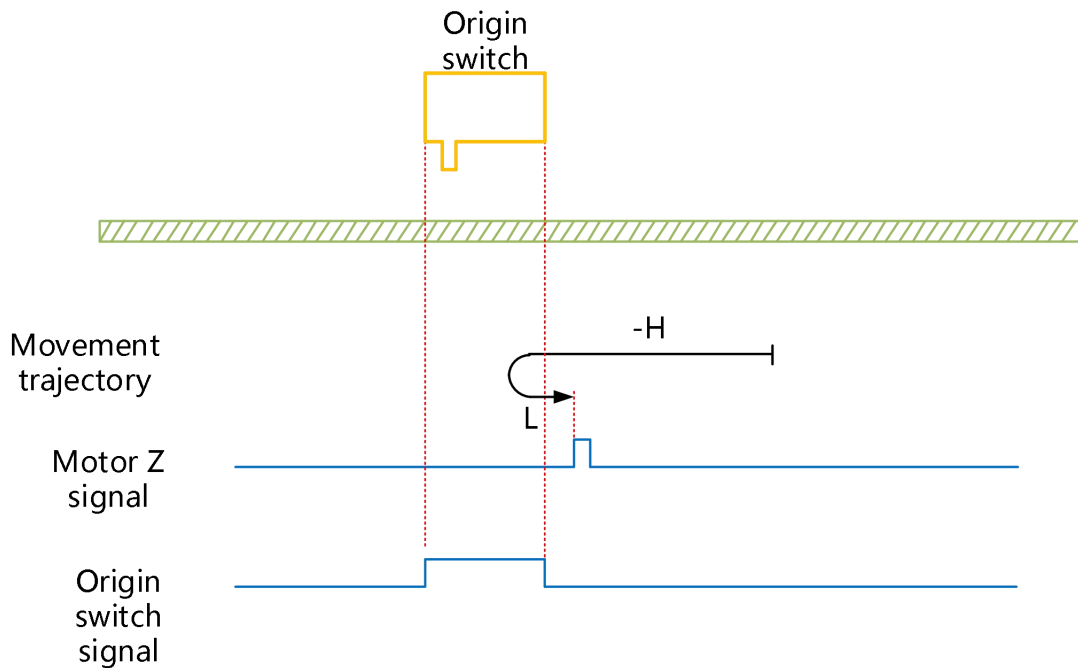 Origin
switch
-H
Movement
trajectory
L
Motor Z
signal
Origin
switch
signal